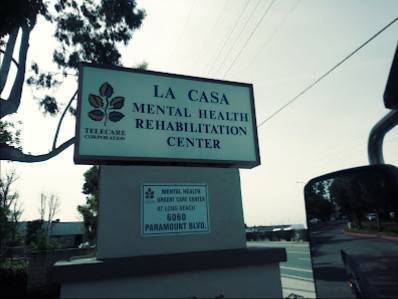 LA CASA
MENTAL HEALTH
REHABILITATION
CENTER
TELECARE
CORPORATION
MENTAL HEALTH
URGENT CARE CENTER
AT LONG BEACH
6060
PARAMOUNT BLVD.